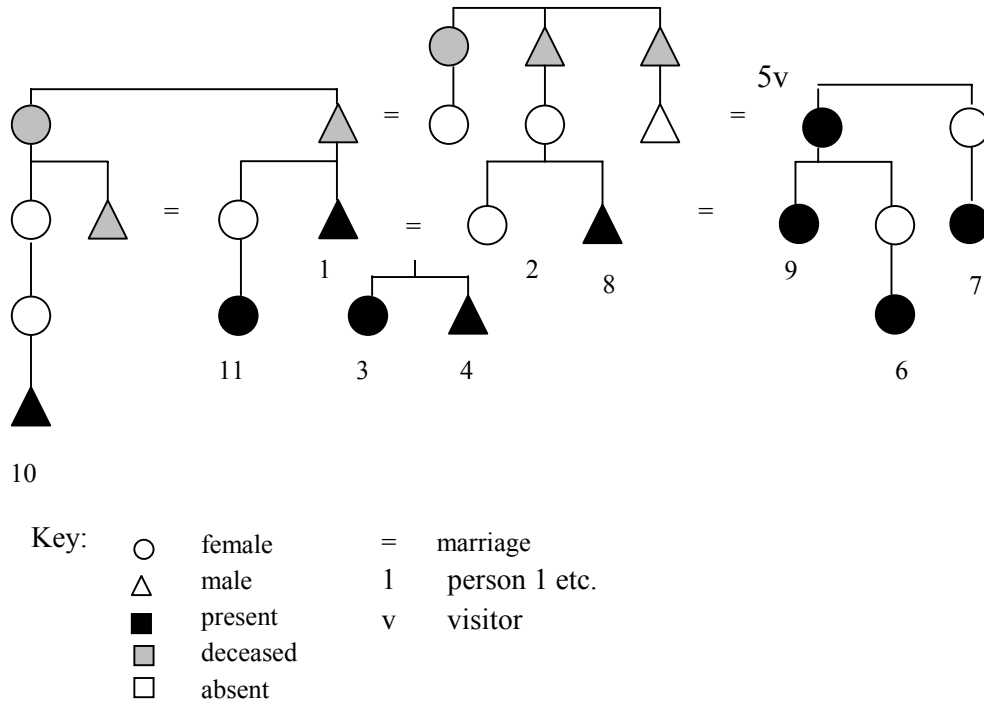 5v
= =
= = =
1 2 8 9 7
11 3 4 6
10
Key:
female = marriage
male 1 person 1 etc.
present v visitor
deceased
absent